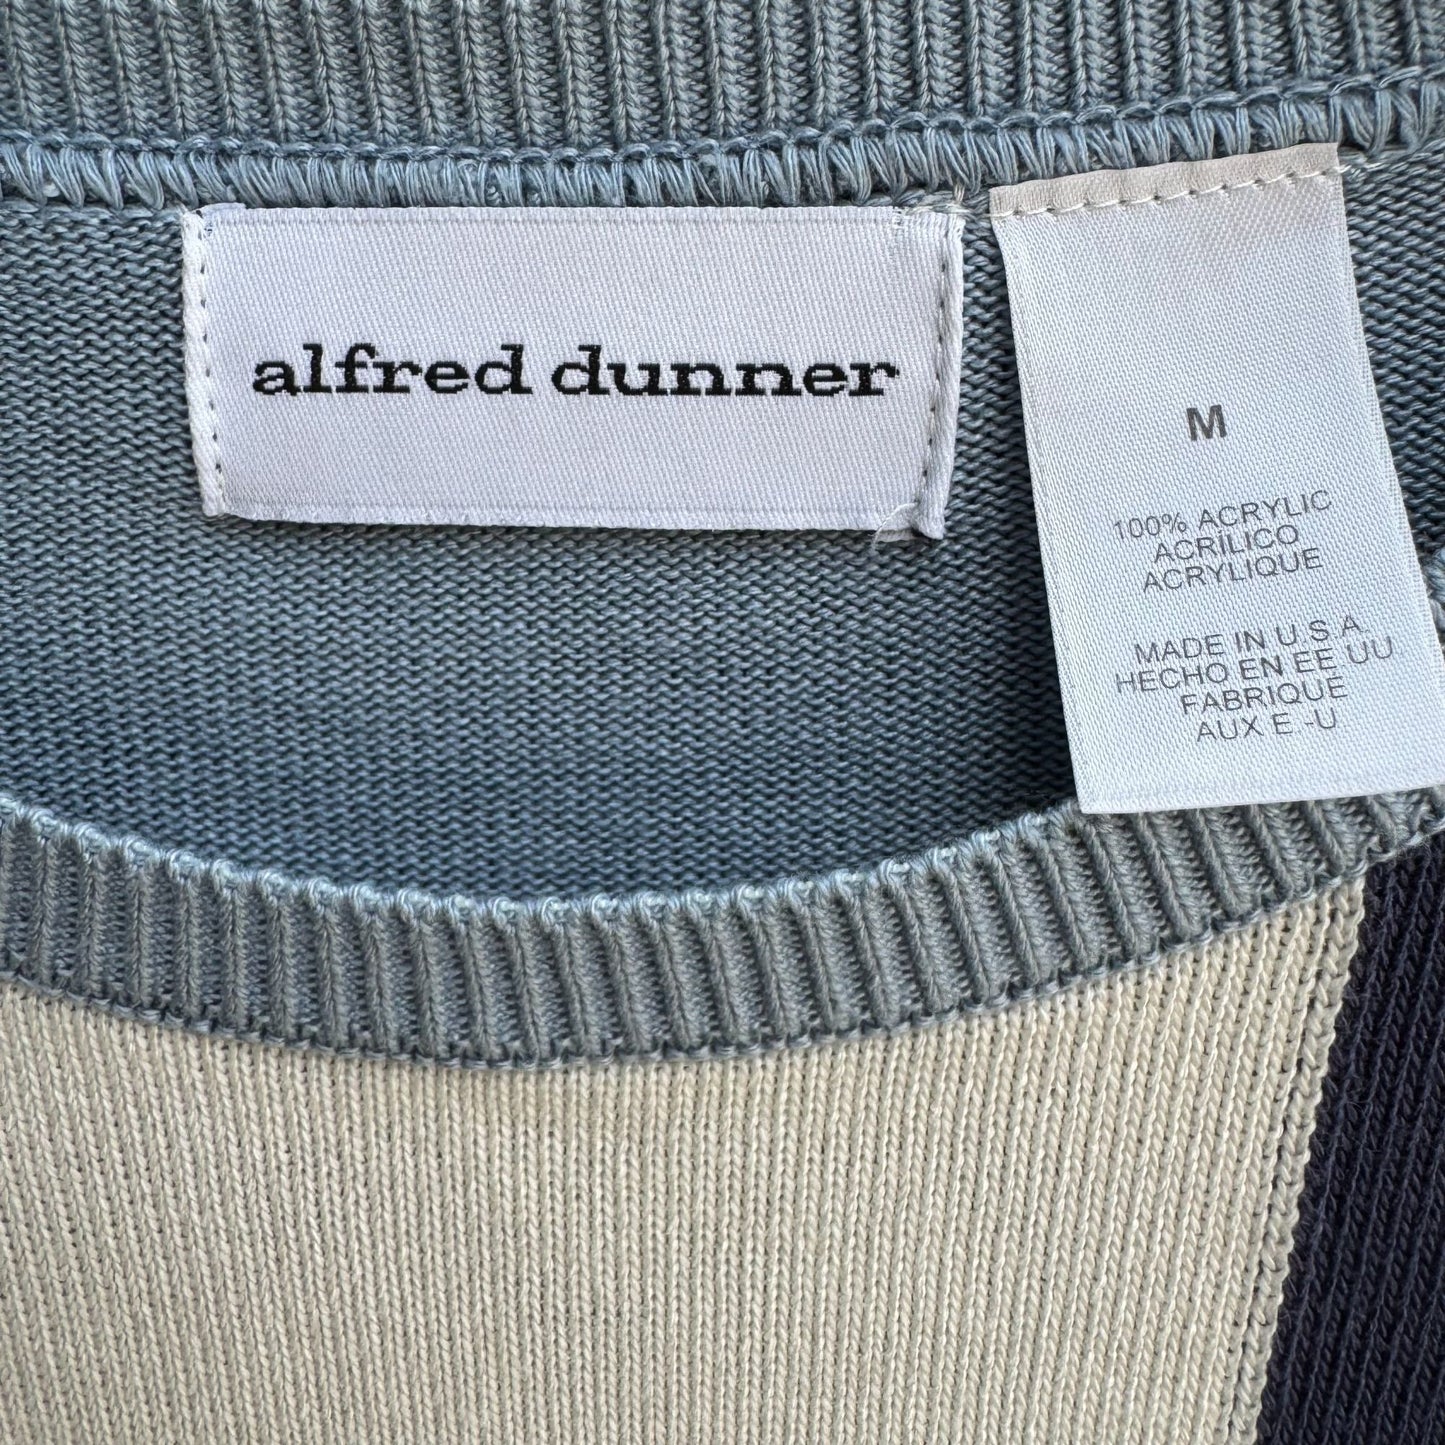 alfred dunner
M
100% ACRYLIC
ACRILICO
ACRYLIQUE
MADE IN U.S.A.
HECHO EN EE UU
FABRIQUE
AUX E.-U